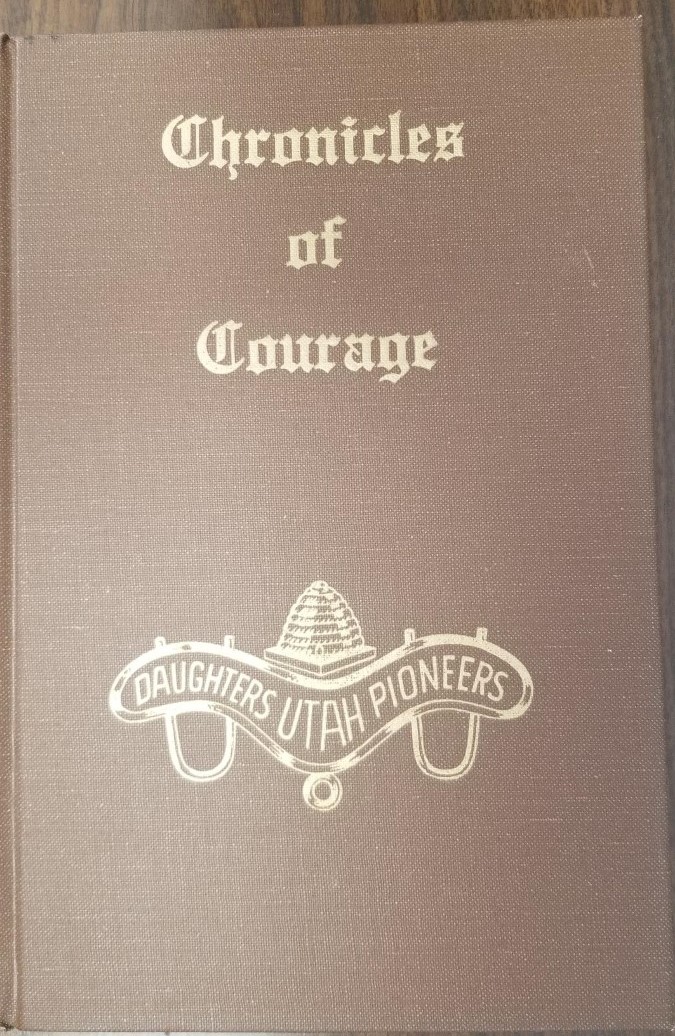 Chronicles
of
Courage
DAUGHTERS UTAH PIONEERS